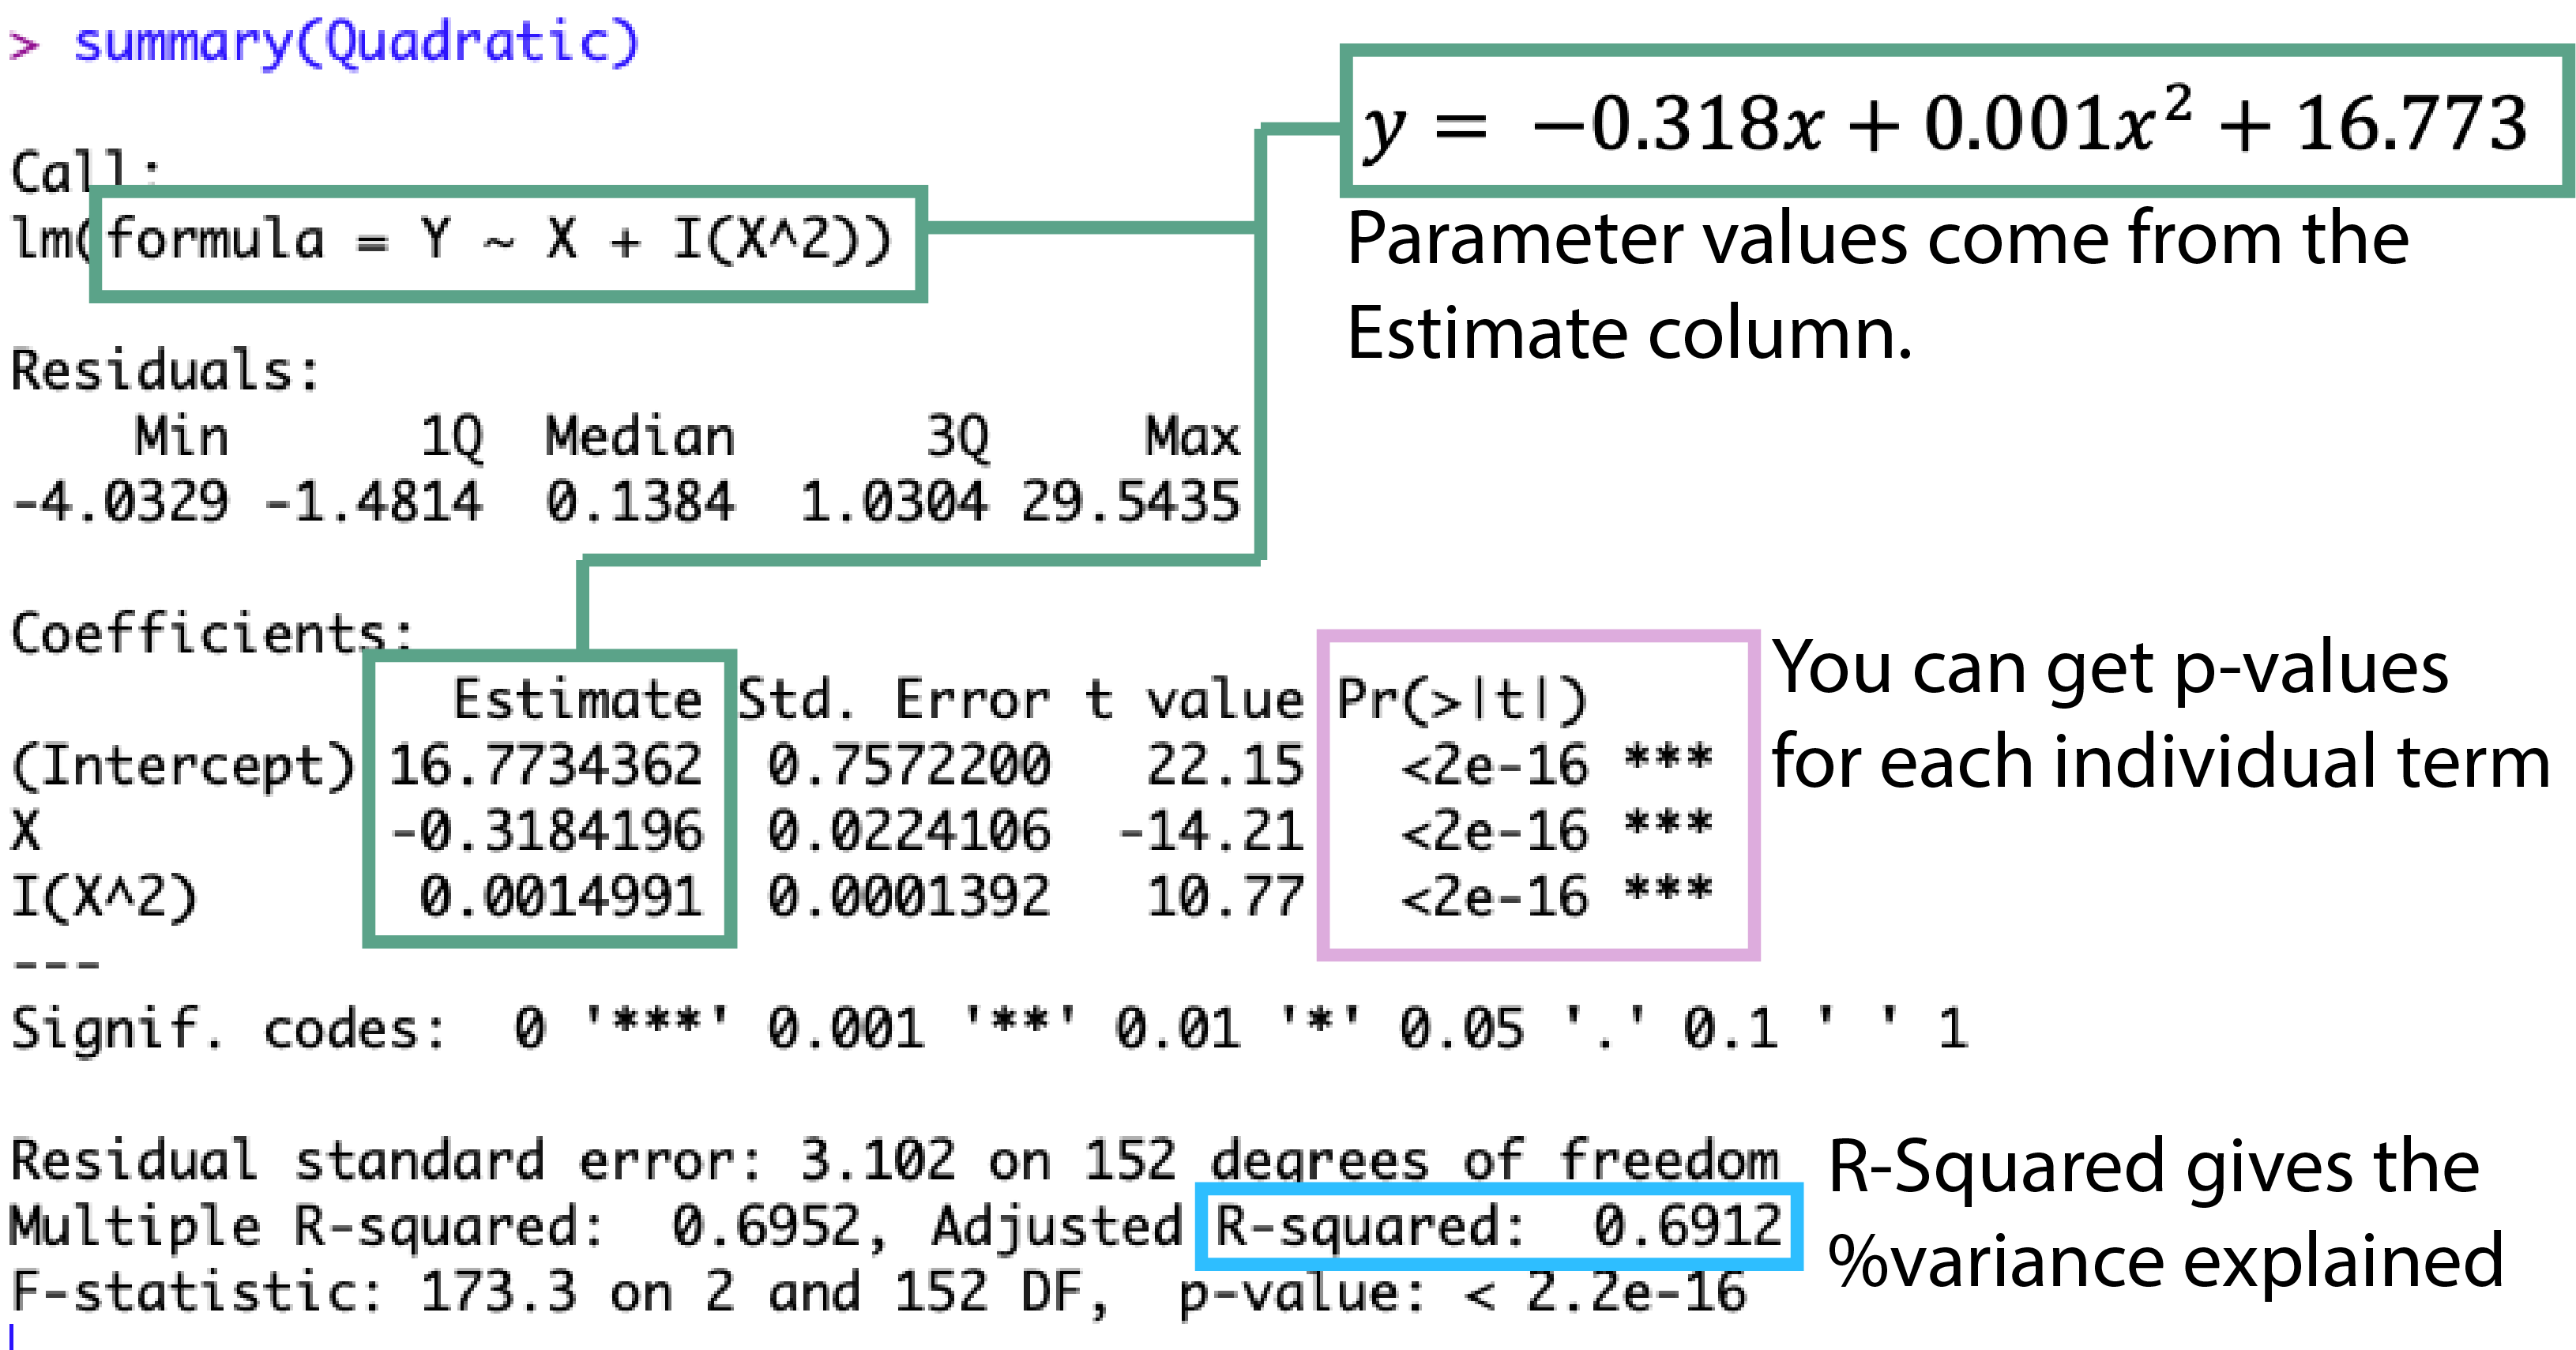 > summary(Quadratic)
y = −0.318x + 0.001x² + 16.773
Call:
lm(formula = Y ~ X + I(X^2))
Parameter values come from the
Estimate column.
Residuals:
    Min      1Q  Median      3Q     Max
-4.0329 -1.4814  0.1384  1.0304 29.5435
Coefficients:
              Estimate Std. Error t value Pr(>|t|)
(Intercept) 16.7734362  0.7572200   22.15   <2e-16 ***
X           -0.3184196  0.0224106  -14.21   <2e-16 ***
I(X^2)       0.0014991  0.0001392   10.77   <2e-16 ***
You can get p-values
for each individual term
---
Signif. codes:  0 '***' 0.001 '**' 0.01 '*' 0.05 '.' 0.1 ' ' 1
Residual standard error: 3.102 on 152 degrees of freedom
Multiple R-squared:  0.6952, Adjusted R-squared:  0.6912
F-statistic: 173.3 on 2 and 152 DF,  p-value: < 2.2e-16
R-Squared gives the
%variance explained